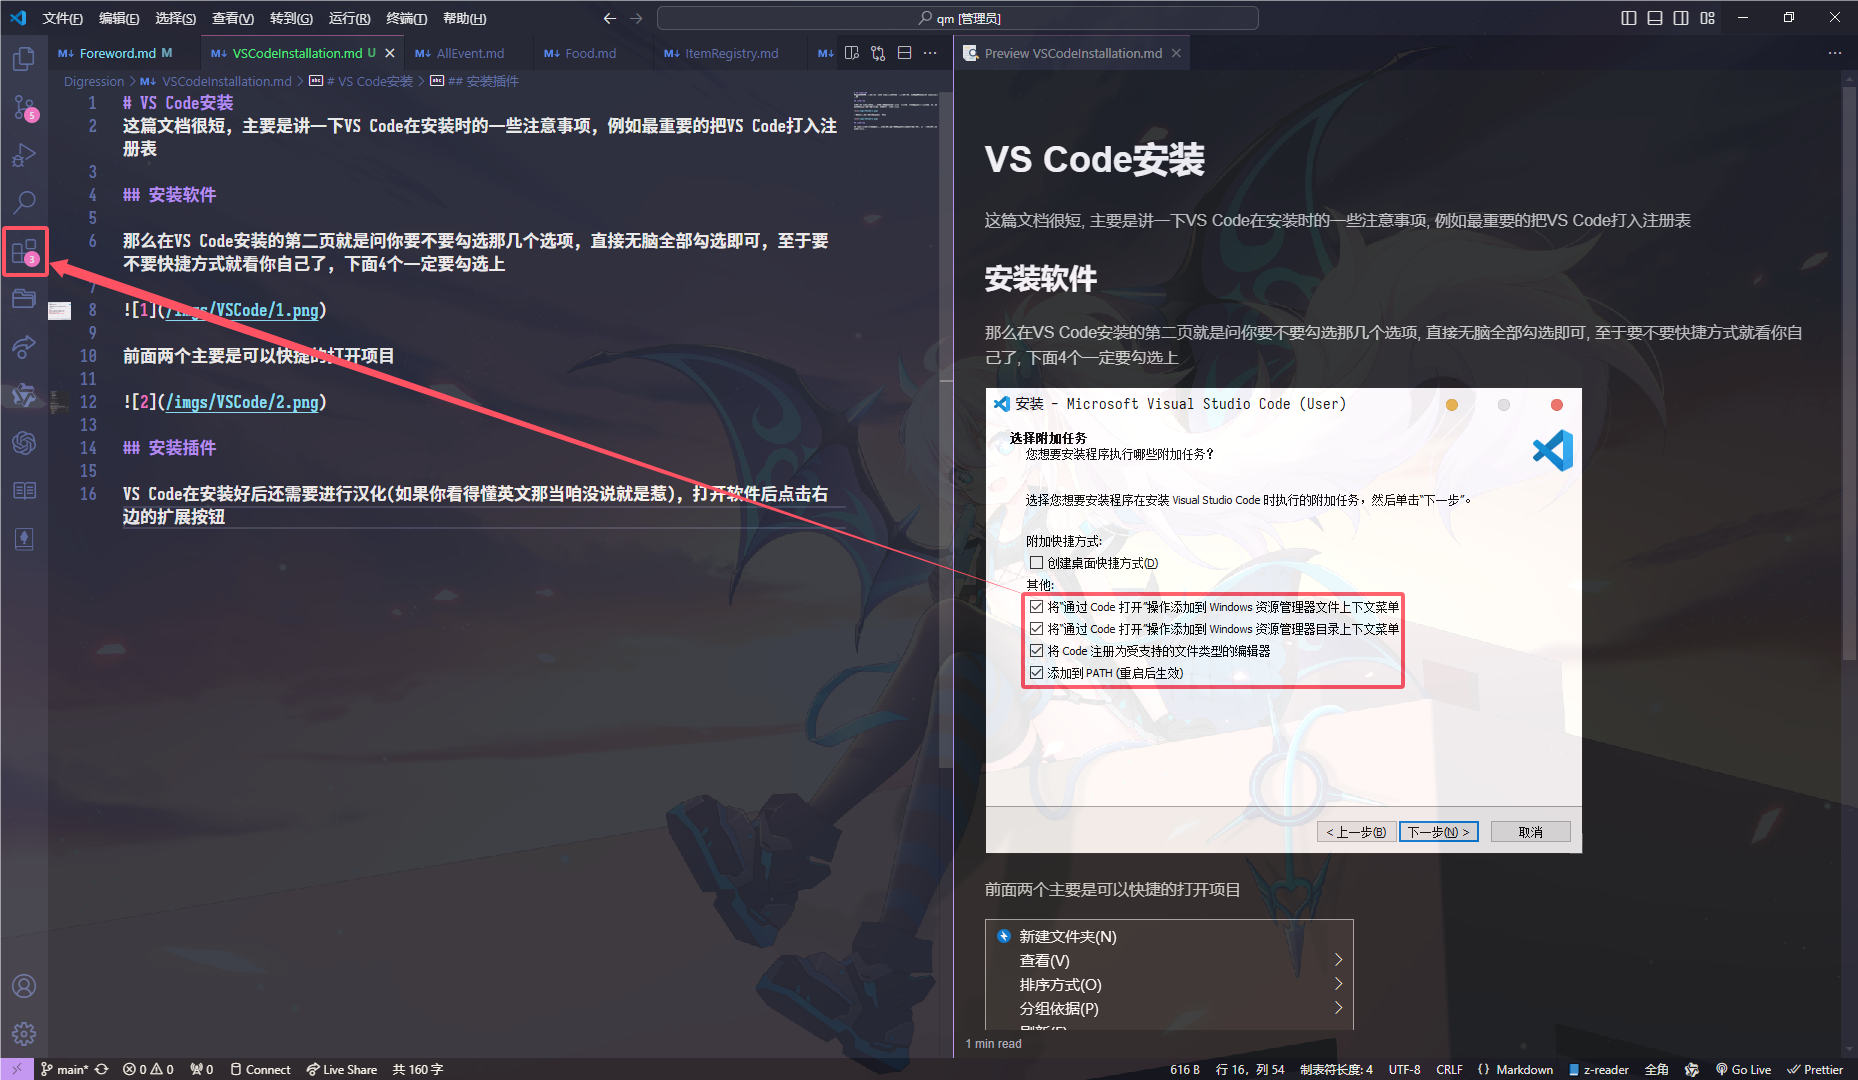 文件(F) 编辑(E) 选择(S) 查看(V) 转到(G) 运行(R) 终端(T) 帮助(H)
qm [管理员]
Foreword.md M
VSCodeInstallation.md U
AllEvent.md
Food.md
ItemRegistry.md
Preview VSCodeInstallation.md
Digression > VSCodeInstallation.md > # VS Code安装 > ## 安装插件
1 # VS Code安装
2 这篇文档很短，主要是讲一下VS Code在安装时的一些注意事项，例如最重要的把VS Code打入注
册表
3
4 ## 安装软件
5
6 那么在VS Code安装的第二页就是问你要不要勾选那几个选项，直接无脑全部勾选即可，至于要
不要快捷方式就看你自己了，下面4个一定要勾选上
7
8 ![1](/imgs/VSCode/1.png)
9
10 前面两个主要是可以快捷的打开项目
11
12 ![2](/imgs/VSCode/2.png)
13
14 ## 安装插件
15
16 VS Code在安装好后还需要进行汉化(如果你看得懂英文那当咱没说就是惹)，打开软件后点击右
边的扩展按钮
5
3
VS Code安装
这篇文档很短, 主要是讲一下VS Code在安装时的一些注意事项, 例如最重要的把VS Code打入注册表
安装软件
那么在VS Code安装的第二页就是问你要不要勾选那几个选项, 直接无脑全部勾选即可, 至于要不要快捷方式就看你自
己了, 下面4个一定要勾选上
安装 - Microsoft Visual Studio Code (User)
选择附加任务
您想要安装程序执行哪些附加任务?
选择您想要安装程序在安装 Visual Studio Code 时执行的附加任务，然后单击“下一步”。
附加快捷方式:
创建桌面快捷方式(D)
其他:
将“通过 Code 打开”操作添加到 Windows 资源管理器文件上下文菜单
将“通过 Code 打开”操作添加到 Windows 资源管理器目录上下文菜单
将 Code 注册为受支持的文件类型的编辑器
添加到 PATH (重启后生效)
< 上一步(B) 下一步(N) > 取消
前面两个主要是可以快捷的打开项目
新建文件夹(N)
查看(V)
排序方式(O)
分组依据(P)
1 min read
main* 0 0 0 Connect Live Share 共 160 字
616 B 行 16，列 54 制表符长度: 4 UTF-8 CRLF {} Markdown z-reader 全角 Go Live Prettier